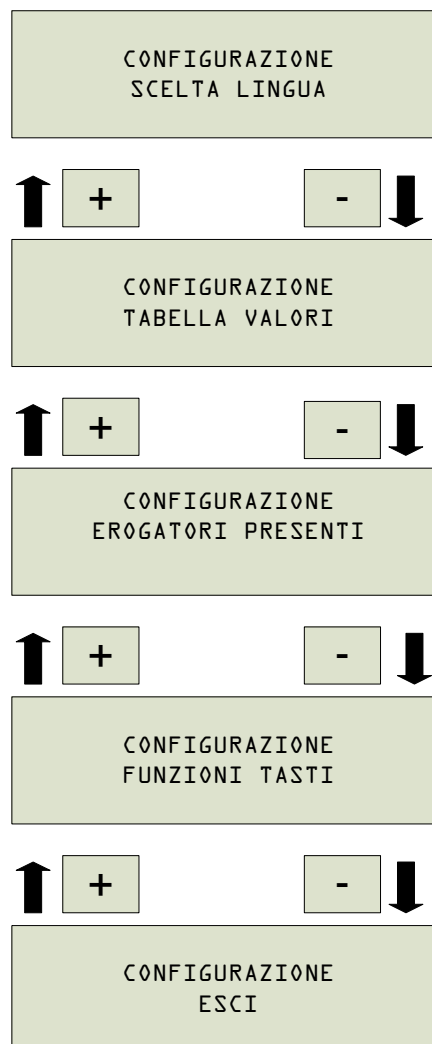 CONFIGURAZIONE
SCELTA LINGUA
+ -
CONFIGURAZIONE
TABELLA VALORI
+ -
CONFIGURAZIONE
EROGATORI PRESENTI
+ -
CONFIGURAZIONE
FUNZIONI TASTI
+ -
CONFIGURAZIONE
ESCI